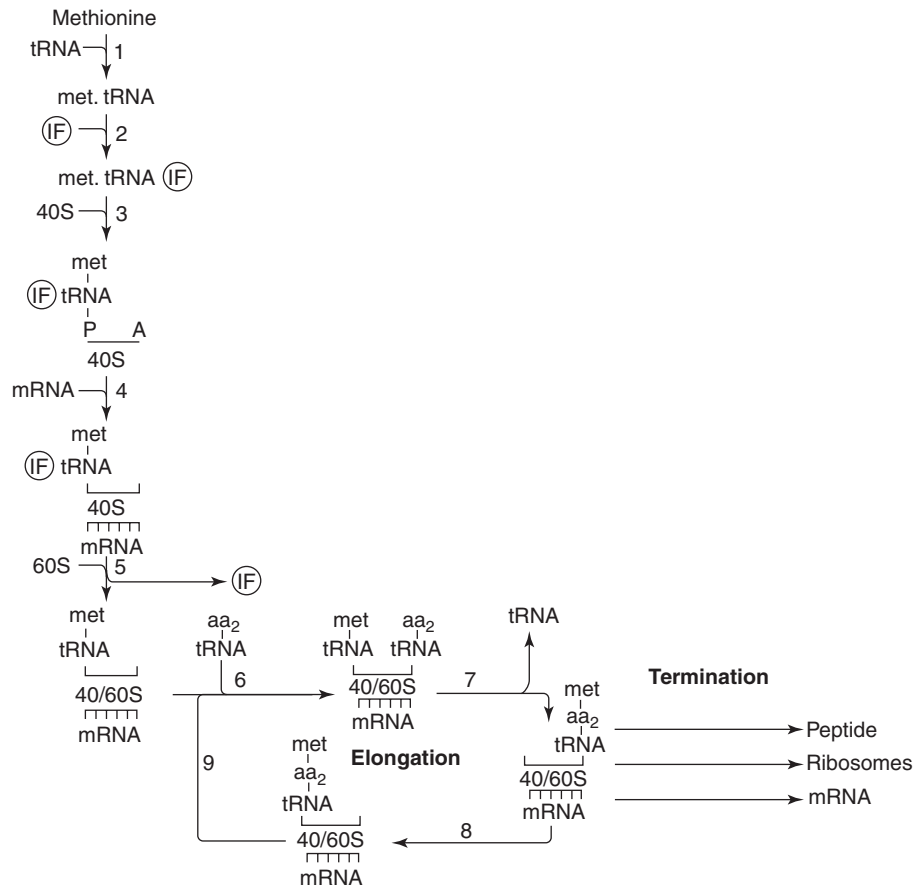 Methionine
tRNA 1
met. tRNA
IF 2
met. tRNA IF
40S 3
met
IF tRNA
P A
40S
mRNA 4
met
IF tRNA
40S
mRNA
60S 5 IF
met
tRNA
40/60S
mRNA
aa2
tRNA
6
met aa2
tRNA tRNA
40/60S
mRNA
7
tRNA
Termination
met
aa2
tRNA
40/60S
mRNA
Peptide
Ribosomes
mRNA
Elongation
8
met
aa2
tRNA
40/60S
mRNA
9